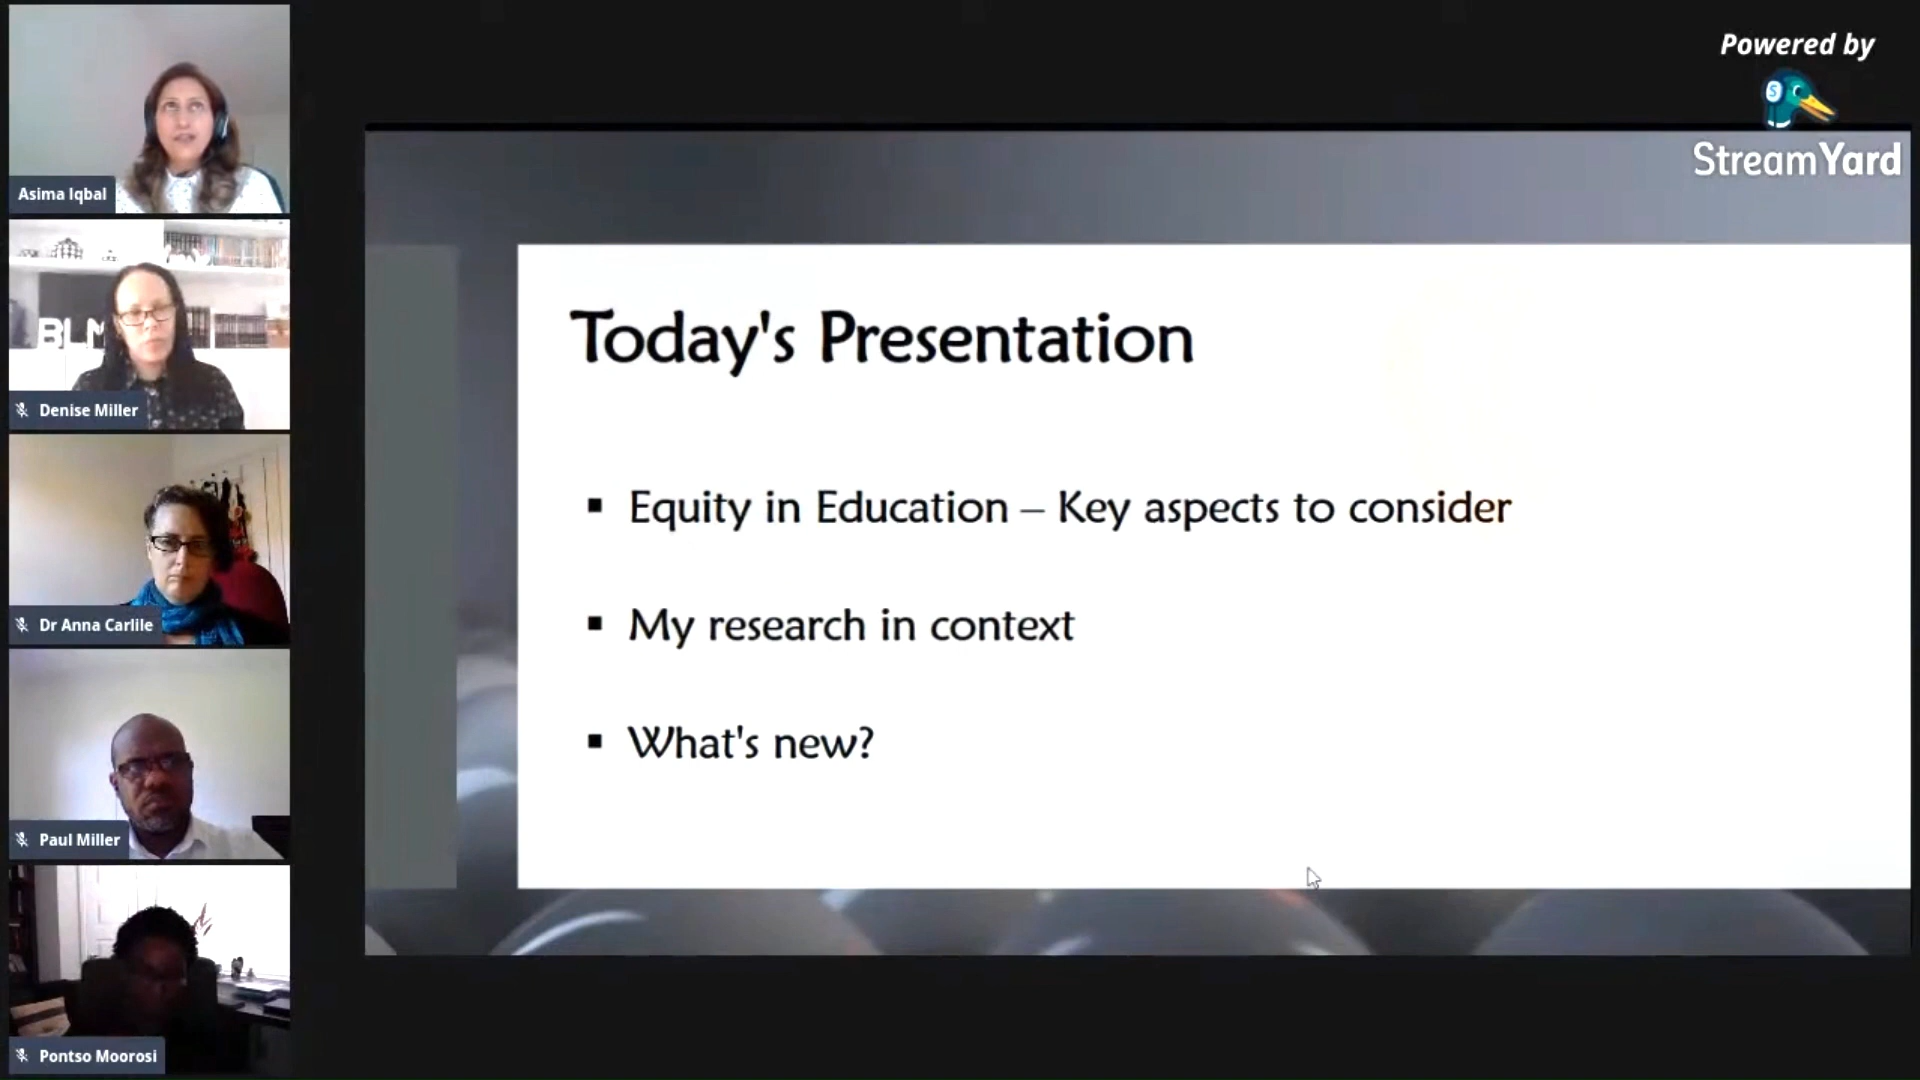 Asima Iqbal
BLM
Denise Miller
Dr Anna Carlile
Paul Miller
Pontso Moorosi
Powered by
S
StreamYard
Today's Presentation
▪ Equity in Education – Key aspects to consider
▪ My research in context
▪ What's new?